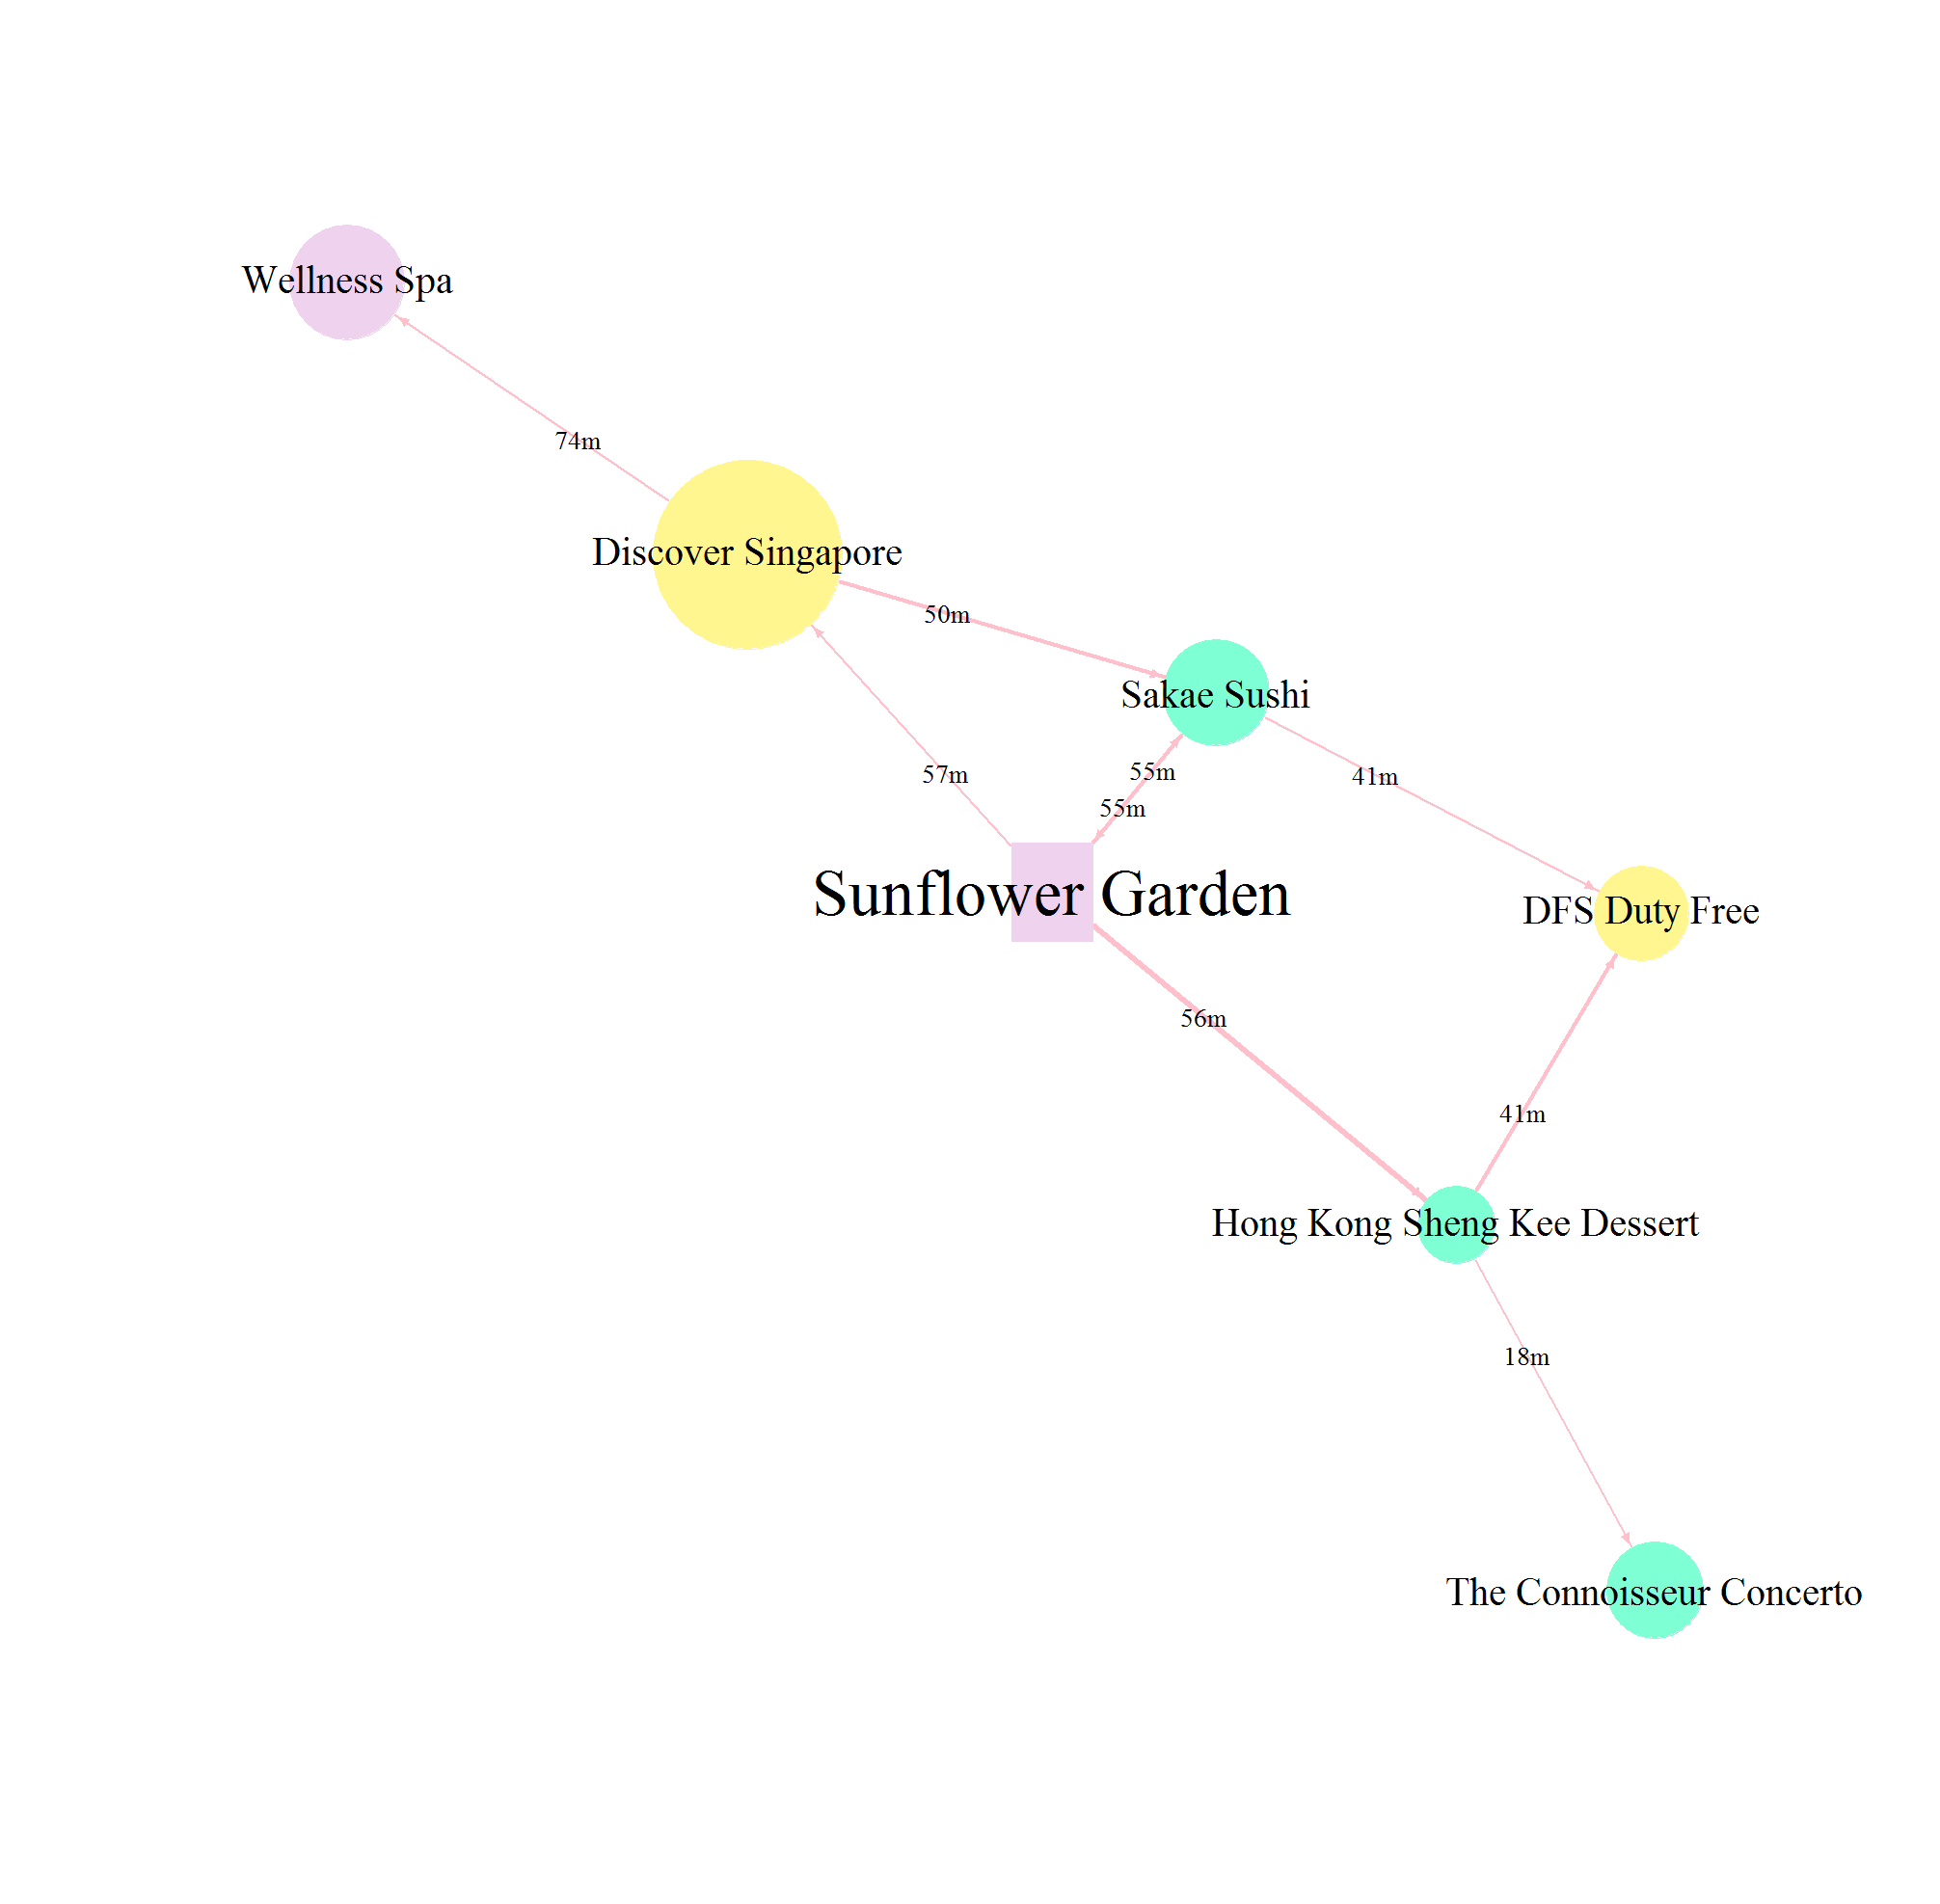 Wellness Spa
74m
Discover Singapore
50m
Sakae Sushi
57m
55m
41m
55m
Sunflower Garden
DFS Duty Free
56m
41m
Hong Kong Sheng Kee Dessert
18m
The Connoisseur Concerto